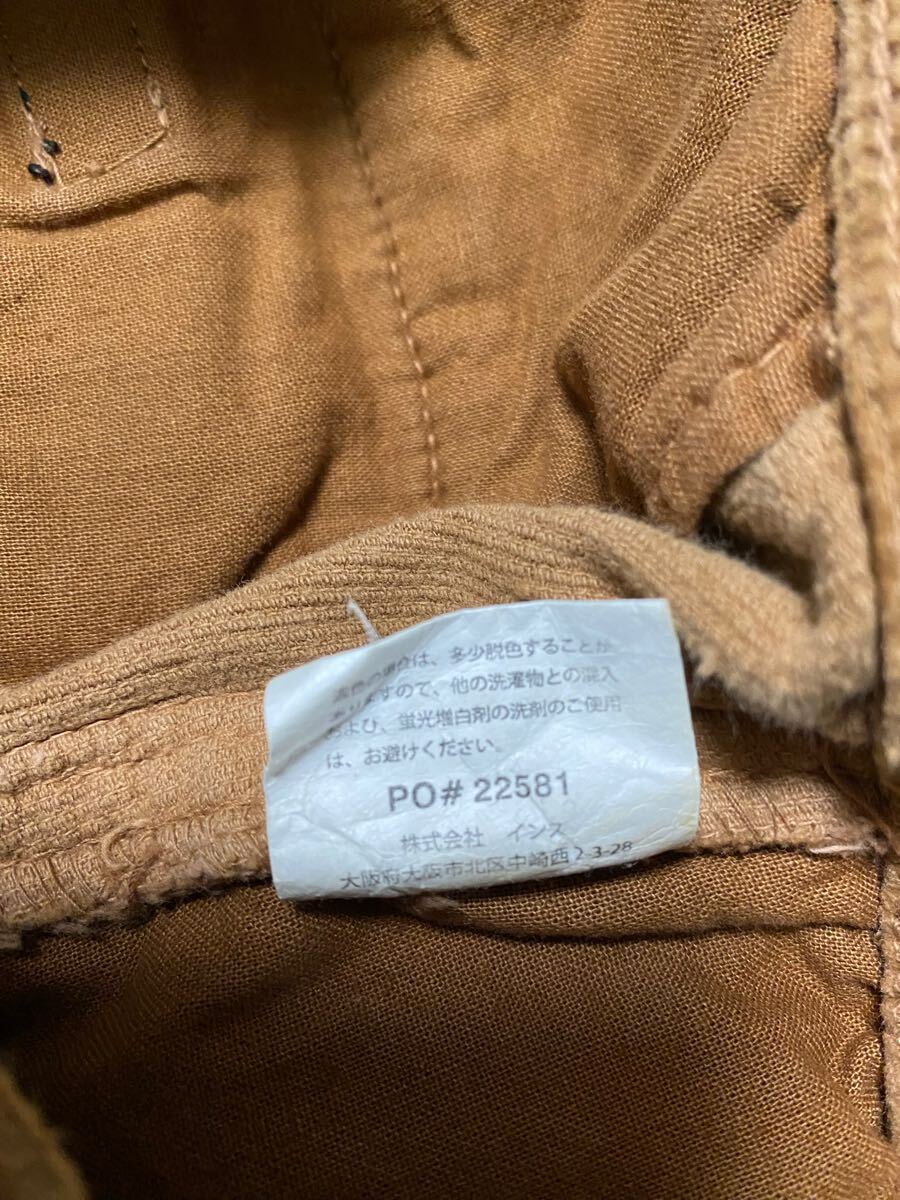 の場合は、多少脱色することが
ありますので、他の洗濯物との混入
および、蛍光増白剤の洗剤のご使用
は、お避けください。
PO# 22581
株式会社 インス
大阪府大阪市北区中崎西2-3-28